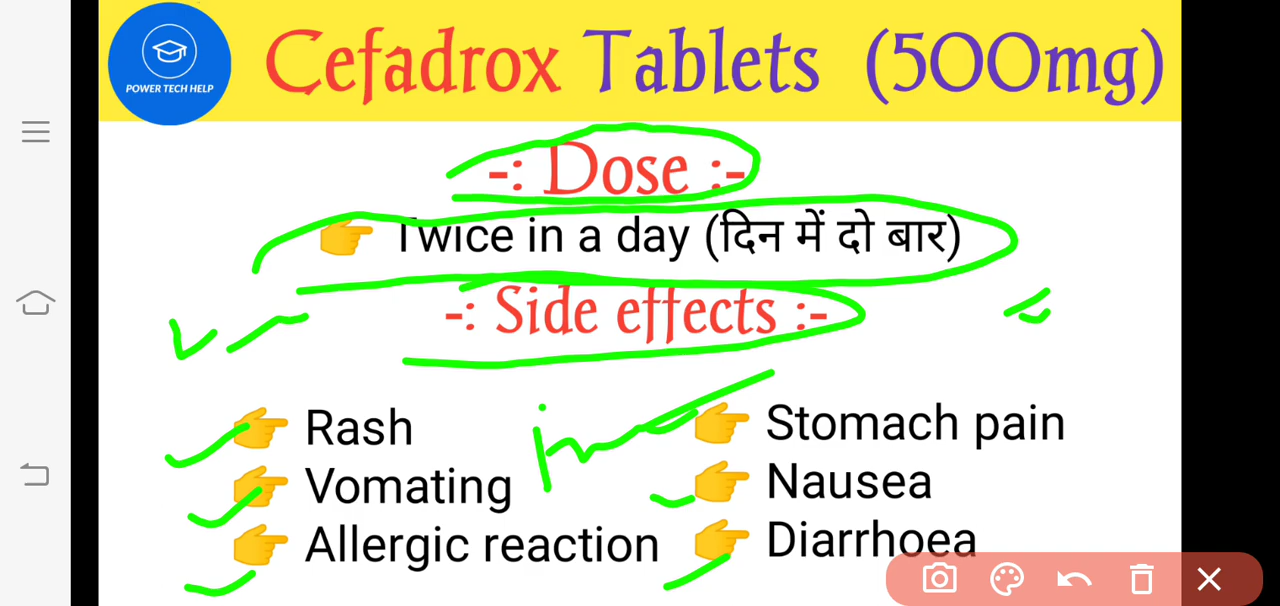 POWER TECH HELP
Cefadrox Tablets (500mg)
-: Dose :-
👉 Twice in a day (दिन में दो बार)
-: Side effects :-
👉 Rash
👉 Vomating
👉 Allergic reaction
👉 Stomach pain
👉 Nausea
👉 Diarrhoea